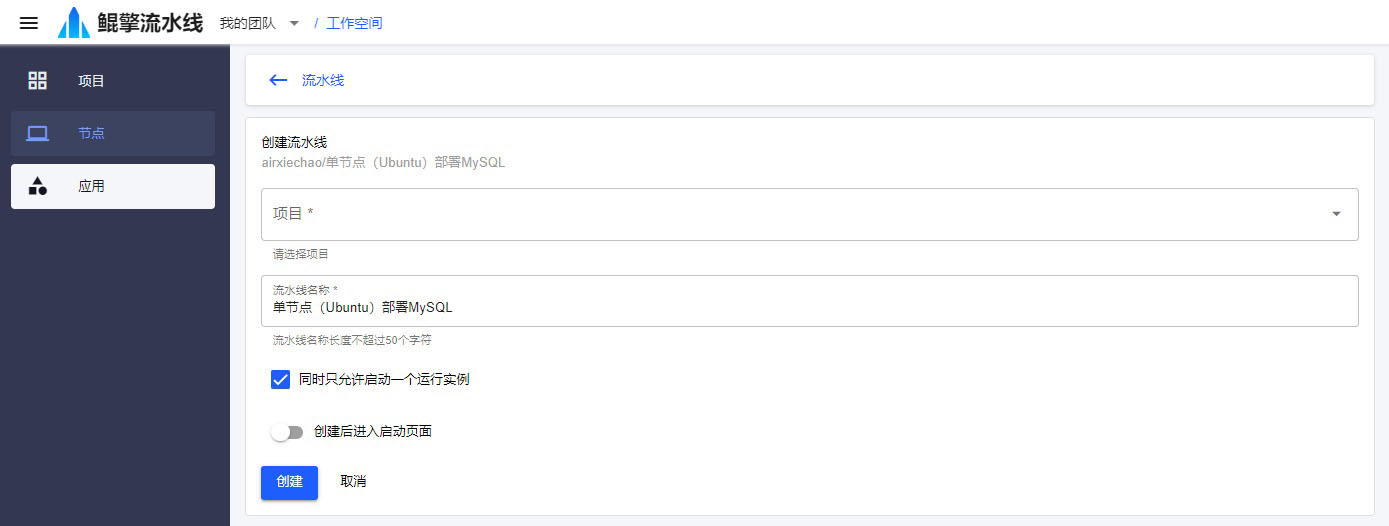 鲲擎流水线 我的团队 / 工作空间
项目
节点
应用
流水线
创建流水线
airxiechao/单节点（Ubuntu）部署MySQL
项目 *
请选择项目
流水线名称 *
单节点（Ubuntu）部署MySQL
流水线名称长度不超过50个字符
同时只允许启动一个运行实例
创建后进入启动页面
创建 取消